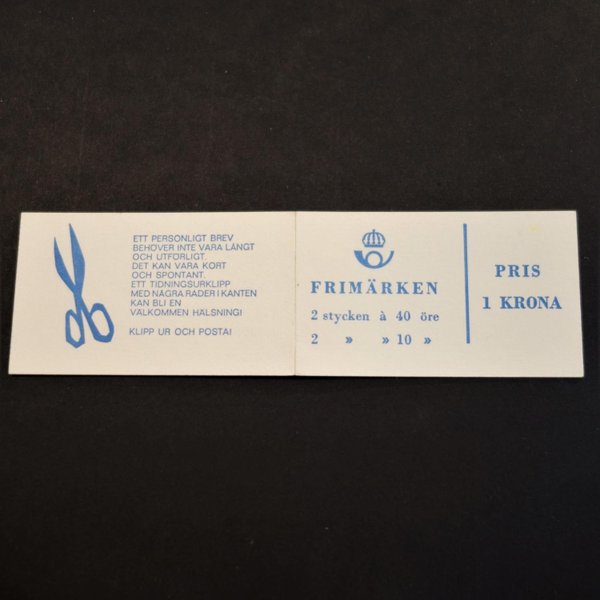 ETT PERSONLIGT BREV
BEHÖVER INTE VARA LÅNGT
OCH UTFÖRLIGT.
DET KAN VARA KORT
OCH SPONTANT.
ETT TIDNINGSURKLIPP
MED NÅGRA RADER I KANTEN
KAN BLI EN
VÄLKOMMEN HÄLSNING!
KLIPP UR OCH POSTA!
FRIMÄRKEN
2 stycken à 40 öre
2 » » 10 »
PRIS
1 KRONA